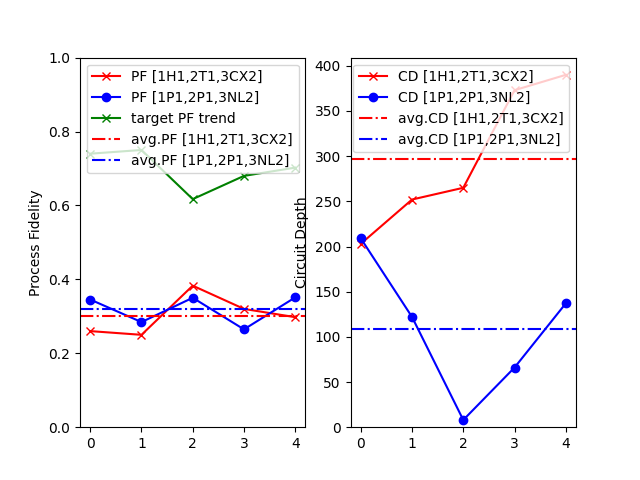 PF [1H1,2T1,3CX2]
PF [1P1,2P1,3NL2]
target PF trend
avg.PF [1H1,2T1,3CX2]
avg.PF [1P1,2P1,3NL2]
1.0
0.8
0.6
0.4
0.2
0.0
0 1 2 3 4
Process Fidelity
CD [1H1,2T1,3CX2]
CD [1P1,2P1,3NL2]
avg.CD [1H1,2T1,3CX2]
avg.CD [1P1,2P1,3NL2]
400
350
300
250
200
150
100
50
0
0 1 2 3 4
Circuit Depth